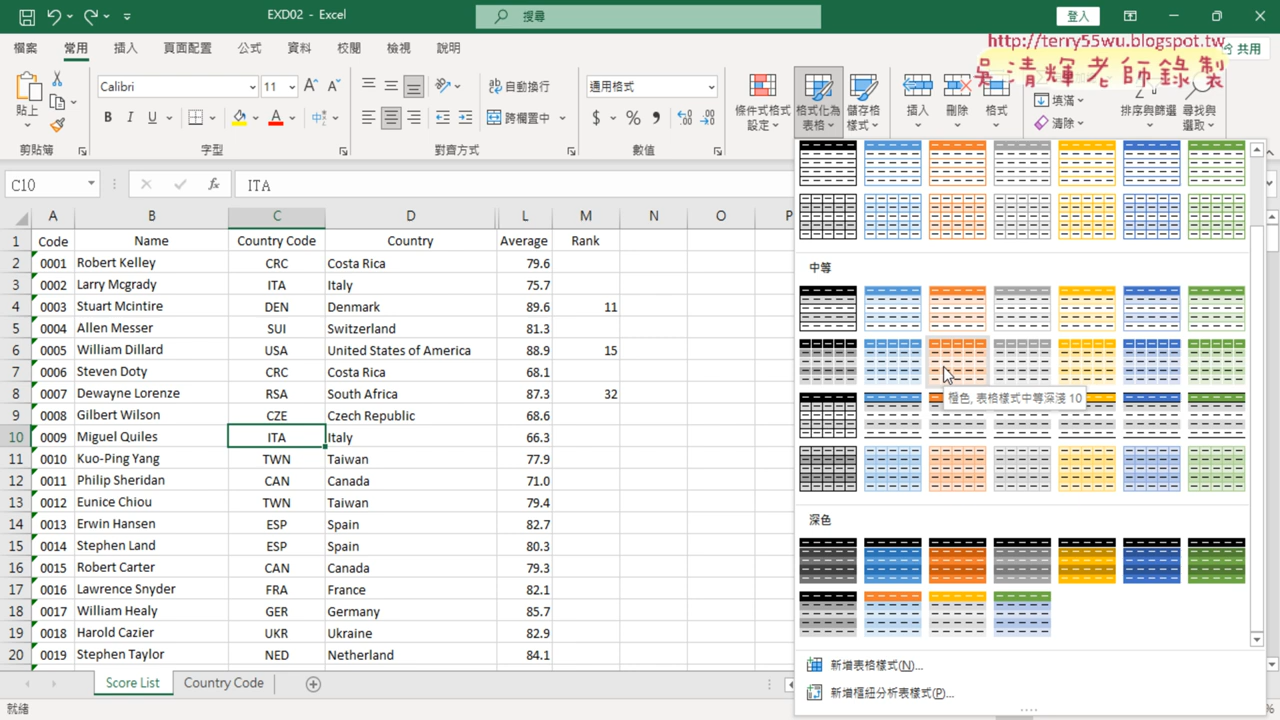 EXD02 - Excel
搜尋
登入
http://terry55wu.blogspot.tw
吳清輝老師錄製
檔案 常用 插入 頁面配置 公式 資料 校閱 檢視 說明 共用
貼上
Calibri 11
B I U
自動換行
跨欄置中
通用格式
$ % ,
條件式格式設定
格式化為表格
儲存格樣式
插入 刪除 格式
填滿
清除
排序與篩選
尋找與選取
剪貼簿 字型 對齊方式 數值
C10 fx ITA
A B C D L M N O P
1 Code Name Country Code Country Average Rank
2 0001 Robert Kelley CRC Costa Rica 79.6
3 0002 Larry Mcgrady ITA Italy 75.7
4 0003 Stuart Mcintire DEN Denmark 89.6 11
5 0004 Allen Messer SUI Switzerland 81.3
6 0005 William Dillard USA United States of America 88.9 15
7 0006 Steven Doty CRC Costa Rica 68.1
8 0007 Dewayne Lorenze RSA South Africa 87.3 32
9 0008 Gilbert Wilson CZE Czech Republic 68.6
10 0009 Miguel Quiles ITA Italy 66.3
11 0010 Kuo-Ping Yang TWN Taiwan 77.9
12 0011 Philip Sheridan CAN Canada 71.0
13 0012 Eunice Chiou TWN Taiwan 79.4
14 0013 Erwin Hansen ESP Spain 82.7
15 0014 Stephen Land ESP Spain 80.3
16 0015 Robert Carter CAN Canada 79.3
17 0016 Lawrence Snyder FRA France 82.1
18 0017 William Healy GER Germany 85.7
19 0018 Harold Cazier UKR Ukraine 82.9
20 0019 Stephen Taylor NED Netherland 84.1
中等
橙色, 表格樣式中等深淺 10
深色
新增表格樣式(N)...
新增樞紐分析表樣式(P)...
Score List Country Code
就緒
%